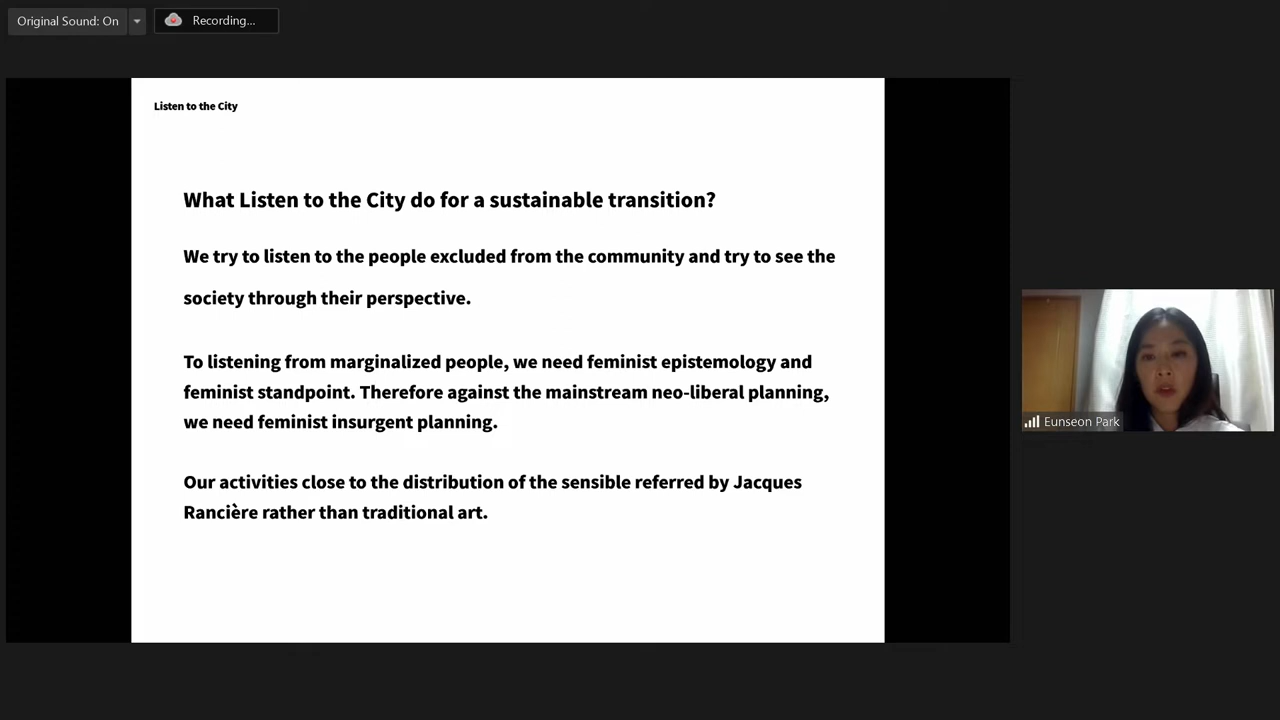 Original Sound: On
Recording...
Listen to the City
What Listen to the City do for a sustainable transition?
We try to listen to the people excluded from the community and try to see the
society through their perspective.
To listening from marginalized people, we need feminist epistemology and
feminist standpoint. Therefore against the mainstream neo-liberal planning,
we need feminist insurgent planning.
Our activities close to the distribution of the sensible referred by Jacques
Rancière rather than traditional art.
Eunseon Park